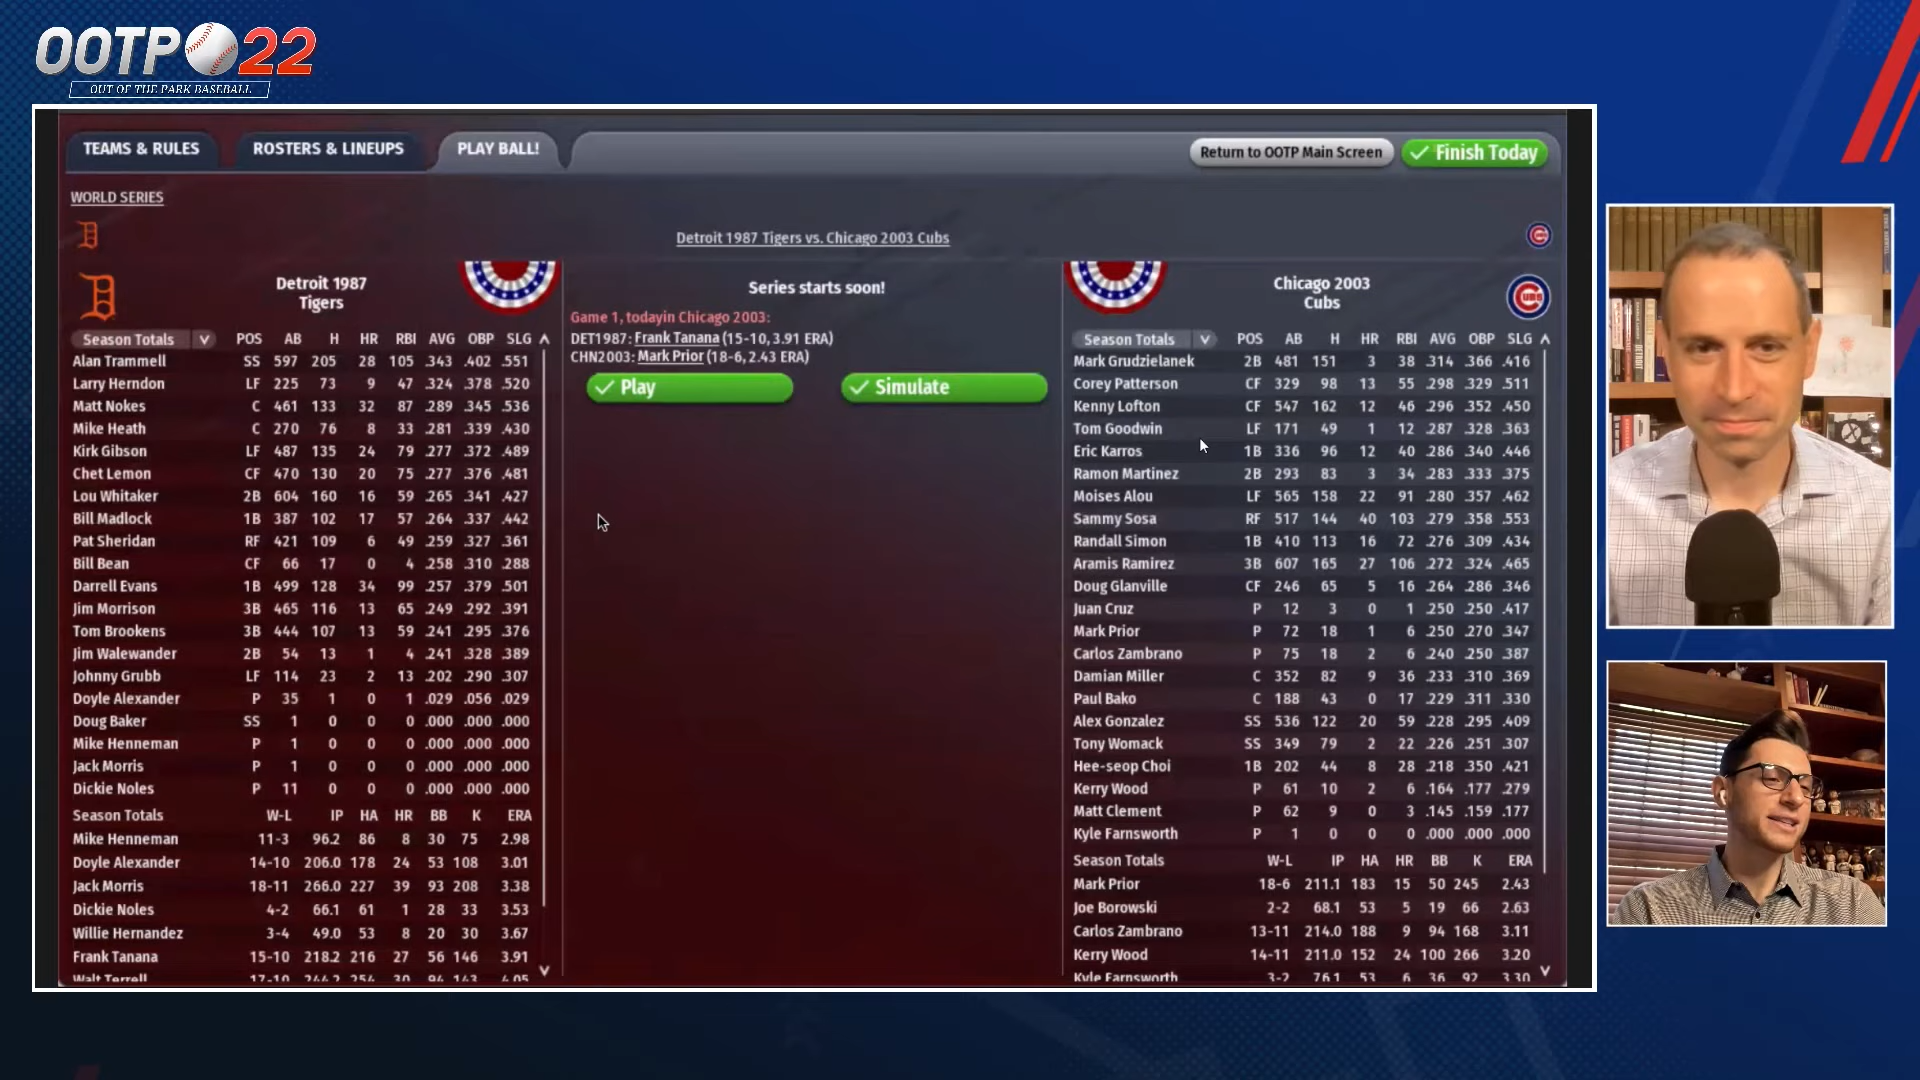 OOTP 22
OUT OF THE PARK BASEBALL
TEAMS & RULES
ROSTERS & LINEUPS
PLAY BALL!
Return to OOTP Main Screen
Finish Today
WORLD SERIES
Detroit 1987 Tigers vs. Chicago 2003 Cubs
Detroit 1987
Tigers
Season Totals POS AB H HR RBI AVG OBP SLG
Alan Trammell SS 597 205 28 105 .343 .402 .551
Larry Herndon LF 225 73 9 47 .324 .378 .520
Matt Nokes C 461 133 32 87 .289 .345 .536
Mike Heath C 270 76 8 33 .281 .339 .430
Kirk Gibson LF 487 135 24 79 .277 .372 .489
Chet Lemon CF 470 130 20 75 .277 .376 .481
Lou Whitaker 2B 604 160 16 59 .265 .341 .427
Bill Madlock 1B 387 102 17 57 .264 .337 .442
Pat Sheridan RF 421 109 6 49 .259 .327 .361
Bill Bean CF 66 17 0 4 .258 .310 .288
Darrell Evans 1B 499 128 34 99 .257 .379 .501
Jim Morrison 3B 465 116 13 65 .249 .292 .391
Tom Brookens 3B 444 107 13 59 .241 .295 .376
Jim Walewander 2B 54 13 1 4 .241 .328 .389
Johnny Grubb LF 114 23 2 13 .202 .290 .307
Doyle Alexander P 35 1 0 1 .029 .056 .029
Doug Baker SS 1 0 0 0 .000 .000 .000
Mike Henneman P 1 0 0 0 .000 .000 .000
Jack Morris P 1 0 0 0 .000 .000 .000
Dickie Noles P 11 0 0 0 .000 .000 .000
Season Totals W-L IP HA HR BB K ERA
Mike Henneman 11-3 96.2 86 8 30 75 2.98
Doyle Alexander 14-10 206.0 178 24 53 108 3.01
Jack Morris 18-11 266.0 227 39 93 208 3.38
Dickie Noles 4-2 66.1 61 1 28 33 3.53
Willie Hernandez 3-4 49.0 53 8 20 30 3.67
Frank Tanana 15-10 218.2 216 27 56 146 3.91
Walt Terrell 17-10 244.2 254 30 94 143 4.05
Series starts soon!
Game 1, todayin Chicago 2003:
DET1987: Frank Tanana (15-10, 3.91 ERA)
CHN2003: Mark Prior (18-6, 2.43 ERA)
Play
Simulate
Chicago 2003
Cubs
Season Totals POS AB H HR RBI AVG OBP SLG
Mark Grudzielanek 2B 481 151 3 38 .314 .366 .416
Corey Patterson CF 329 98 13 55 .298 .329 .511
Kenny Lofton CF 547 162 12 46 .296 .352 .450
Tom Goodwin LF 171 49 1 12 .287 .328 .363
Eric Karros 1B 336 96 12 40 .286 .340 .446
Ramon Martinez 2B 293 83 3 34 .283 .333 .375
Moises Alou LF 565 158 22 91 .280 .357 .462
Sammy Sosa RF 517 144 40 103 .279 .358 .553
Randall Simon 1B 410 113 16 72 .276 .309 .434
Aramis Ramirez 3B 607 165 27 106 .272 .324 .465
Doug Glanville CF 246 65 5 16 .264 .286 .346
Juan Cruz P 12 3 0 1 .250 .250 .417
Mark Prior P 72 18 1 6 .250 .270 .347
Carlos Zambrano P 75 18 2 6 .240 .250 .387
Damian Miller C 352 82 9 36 .233 .310 .369
Paul Bako C 188 43 0 17 .229 .311 .330
Alex Gonzalez SS 536 122 20 59 .228 .295 .409
Tony Womack SS 349 79 2 22 .226 .251 .307
Hee-seop Choi 1B 202 44 8 28 .218 .350 .421
Kerry Wood P 61 10 2 6 .164 .177 .279
Matt Clement P 62 9 0 3 .145 .159 .177
Kyle Farnsworth P 1 0 0 0 .000 .000 .000
Season Totals W-L IP HA HR BB K ERA
Mark Prior 18-6 211.1 183 15 50 245 2.43
Joe Borowski 2-2 68.1 53 5 19 66 2.63
Carlos Zambrano 13-11 214.0 188 9 94 168 3.11
Kerry Wood 14-11 211.0 152 24 100 266 3.20
Kyle Farnsworth 3-2 76.1 53 6 36 92 3.30